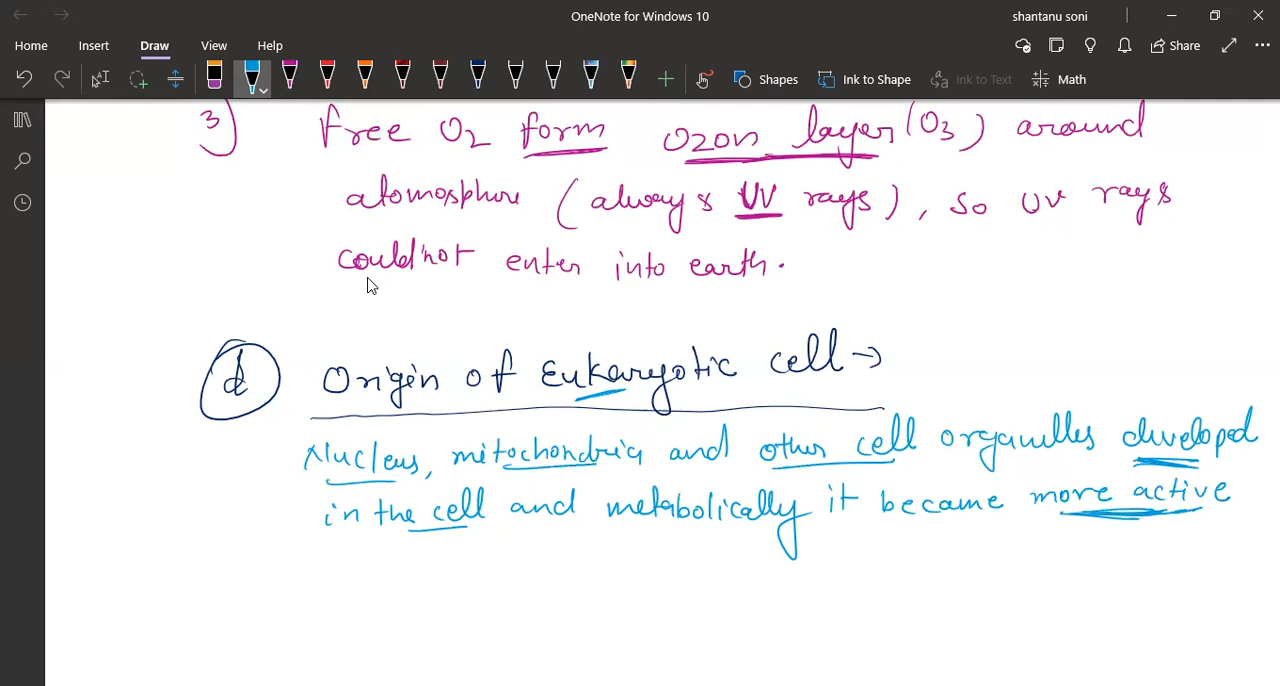 OneNote for Windows 10
shantanu soni
Home Insert Draw View Help
Share
Shapes Ink to Shape Ink to Text Math
3) Free O2 form Ozon layer (O3) around
atomosphere (always UV rays), so UV rays
could not enter into earth.
d Origin of Eukaryotic cell →
Nucleus, mitochondria and other cell organelles developed
in the cell and metabolically it became more active